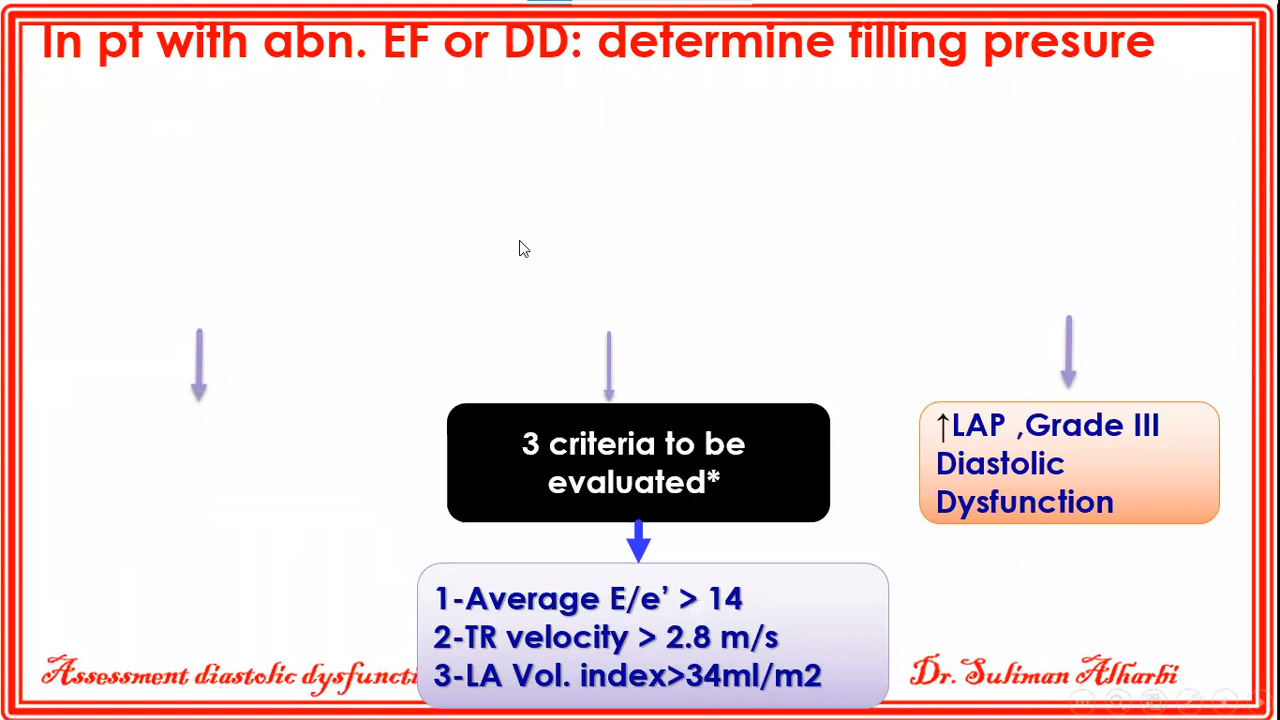 In pt with abn. EF or DD: determine filling presure
3 criteria to be
evaluated*
↑LAP ,Grade III
Diastolic
Dysfunction
1-Average E/e’ > 14
2-TR velocity > 2.8 m/s
3-LA Vol. index>34ml/m2
Assessment diastolic dysfuncti
Dr. Suliman Alharbi